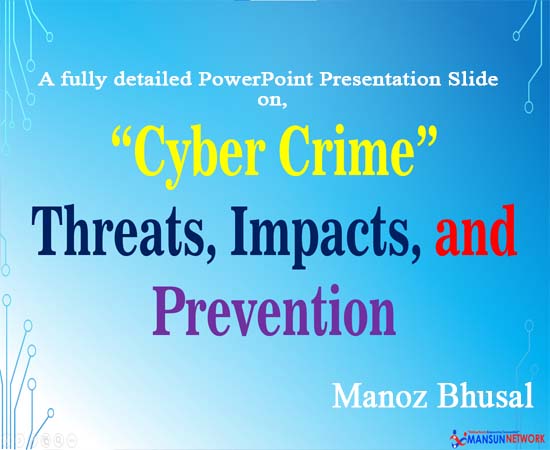 A fully detailed PowerPoint Presentation Slide
on,
“Cyber Crime”
Threats, Impacts, and
Prevention
Manoz Bhusal
MANSUN NETWORK